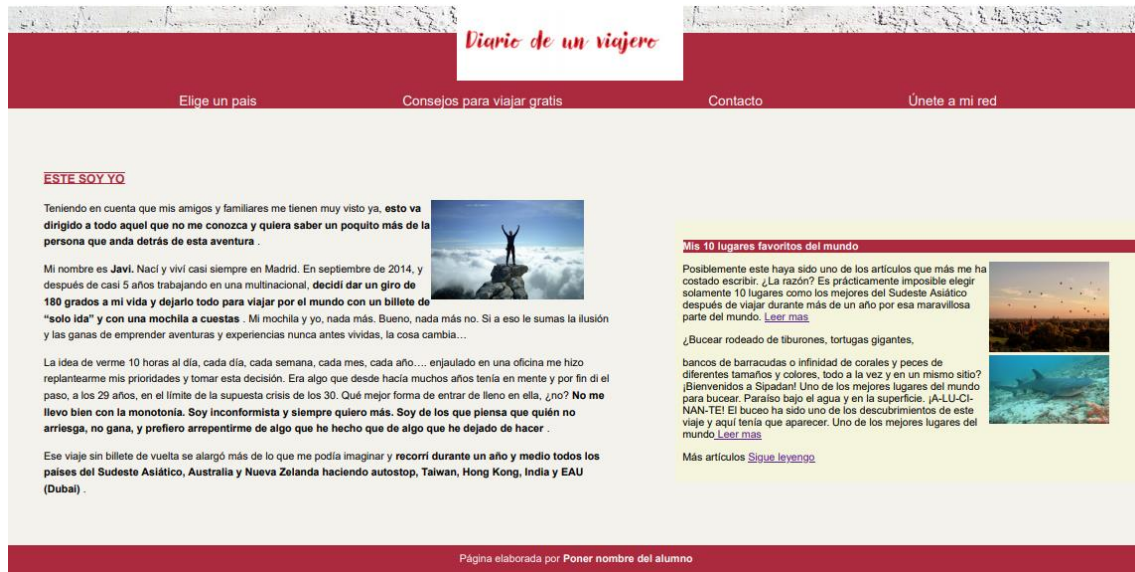 Diario de un viajero
Elige un pais
Consejos para viajar gratis
Contacto
Únete a mi red
ESTE SOY YO
Teniendo en cuenta que mis amigos y familiares me tienen muy visto ya, esto va
dirigido a todo aquel que no me conozca y quiera saber un poquito más de la
persona que anda detrás de esta aventura .
Mi nombre es Javi. Nací y viví casi siempre en Madrid. En septiembre de 2014, y
después de casi 5 años trabajando en una multinacional, decidí dar un giro de
180 grados a mi vida y dejarlo todo para viajar por el mundo con un billete de
“solo ida” y con una mochila a cuestas . Mi mochila y yo, nada más. Bueno, nada más no. Si a eso le sumas la ilusión
y las ganas de emprender aventuras y experiencias nunca antes vividas, la cosa cambia…
La idea de verme 10 horas al día, cada día, cada semana, cada mes, cada año…. enjaulado en una oficina me hizo
replantearme mis prioridades y tomar esta decisión. Era algo que desde hacía muchos años tenía en mente y por fin di el
paso, a los 29 años, en el límite de la supuesta crisis de los 30. Qué mejor forma de entrar de lleno en ella, ¿no? No me
llevo bien con la monotonía. Soy inconformista y siempre quiero más. Soy de los que piensa que quién no
arriesga, no gana, y prefiero arrepentirme de algo que he hecho que de algo que he dejado de hacer .
Ese viaje sin billete de vuelta se alargó más de lo que me podía imaginar y recorrí durante un año y medio todos los
países del Sudeste Asiático, Australia y Nueva Zelanda haciendo autostop, Taiwan, Hong Kong, India y EAU
(Dubai) .
Mis 10 lugares favoritos del mundo
Posiblemente este haya sido uno de los artículos que más me ha
costado escribir. ¿La razón? Es prácticamente imposible elegir
solamente 10 lugares como los mejores del Sudeste Asiático
después de viajar durante más de un año por esa maravillosa
parte del mundo. Leer mas
¿Bucear rodeado de tiburones, tortugas gigantes,
bancos de barracudas o infinidad de corales y peces de
diferentes tamaños y colores, todo a la vez y en un mismo sitio?
¡Bienvenidos a Sipadan! Uno de los mejores lugares del mundo
para bucear. Paraíso bajo el agua y en la superficie. ¡A-LU-CI-
NAN-TE! El buceo ha sido uno de los descubrimientos de este
viaje y aquí tenía que aparecer. Uno de los mejores lugares del
mundo Leer mas
Más artículos Sigue leyengo
Página elaborada por Poner nombre del alumno